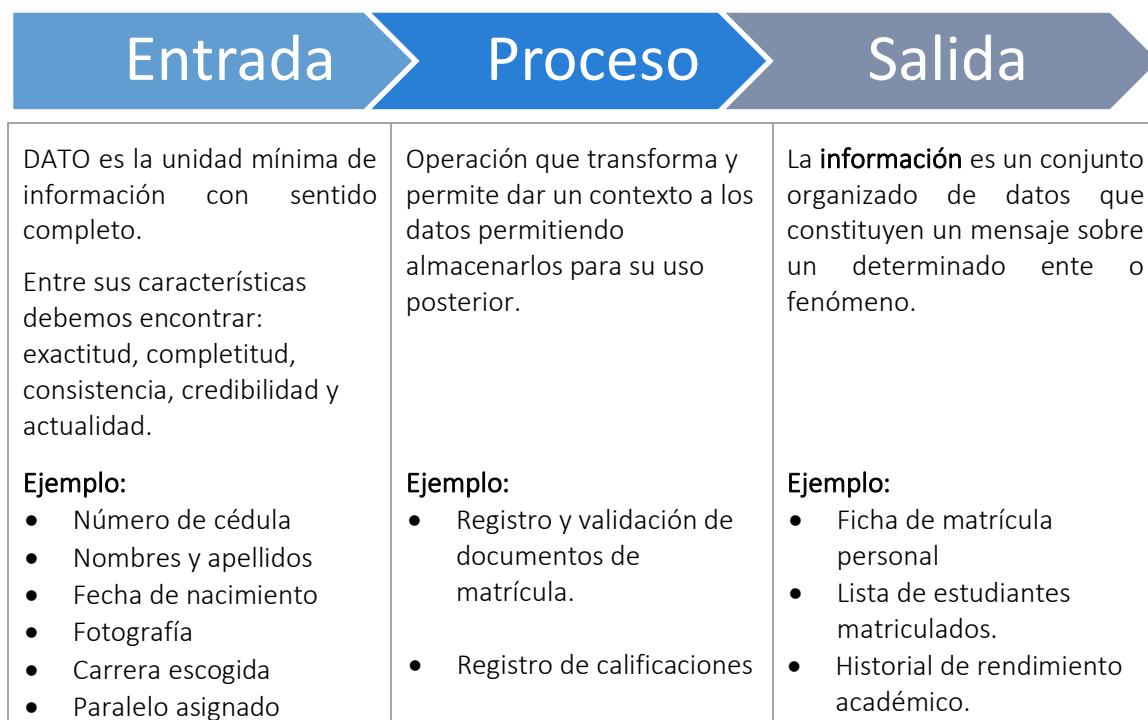 Entrada
Proceso
Salida
DATO es la unidad mínima de
información con sentido
completo.
Entre sus características
debemos encontrar:
exactitud, completitud,
consistencia, credibilidad y
actualidad.
Ejemplo:
• Número de cédula
• Nombres y apellidos
• Fecha de nacimiento
• Fotografía
• Carrera escogida
• Paralelo asignado
Operación que transforma y
permite dar un contexto a los
datos permitiendo
almacenarlos para su uso
posterior.
Ejemplo:
• Registro y validación de
documentos de
matrícula.
• Registro de calificaciones
La información es un conjunto
organizado de datos que
constituyen un mensaje sobre
un determinado ente o
fenómeno.
Ejemplo:
• Ficha de matrícula
personal
• Lista de estudiantes
matriculados.
• Historial de rendimiento
académico.